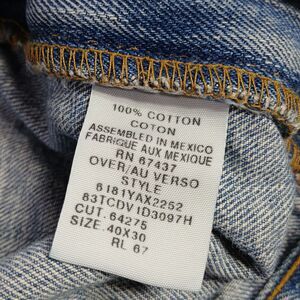 100% COTTON
COTON
ASSEMBLED IN MEXICO
FABRIQUE AUX MEXIQUE
RN 67437
OVER/AU VERSO
STYLE
8181YAX2252
83TCDV1D3097H
CUT. 64275
SIZE. 40X30
RL 67